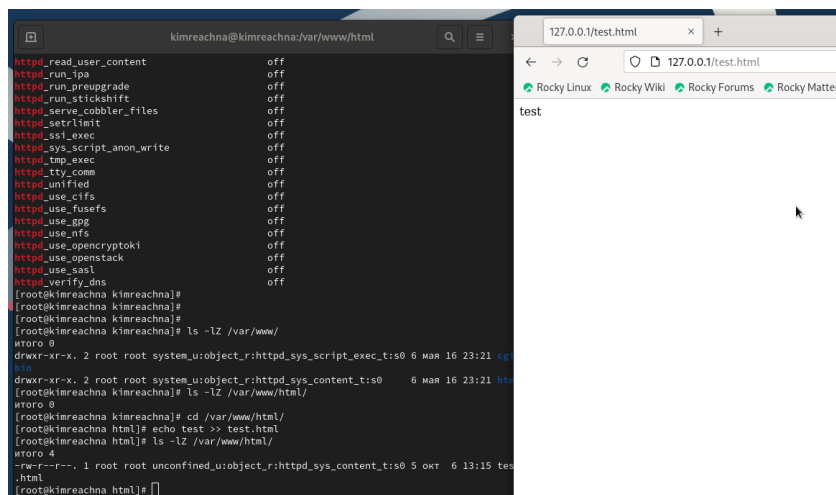 kimreachna@kimreachna:/var/www/html
httpd_read_user_content off
httpd_run_ipa off
httpd_run_preupgrade off
httpd_run_stickshift off
httpd_serve_cobbler_files off
httpd_setrlimit off
httpd_ssi_exec off
httpd_sys_script_anon_write off
httpd_tmp_exec off
httpd_tty_comm off
httpd_unified off
httpd_use_cifs off
httpd_use_fusefs off
httpd_use_gpg off
httpd_use_nfs off
httpd_use_opencryptoki off
httpd_use_openstack off
httpd_use_sasl off
httpd_verify_dns off
[root@kimreachna kimreachna]#
[root@kimreachna kimreachna]#
[root@kimreachna kimreachna]#
[root@kimreachna kimreachna]# ls -lZ /var/www/
итого 0
drwxr-xr-x. 2 root root system_u:object_r:httpd_sys_script_exec_t:s0 6 мая 16 23:21 cgi
bin
drwxr-xr-x. 2 root root system_u:object_r:httpd_sys_content_t:s0 6 мая 16 23:21 htm
[root@kimreachna kimreachna]# ls -lZ /var/www/html/
итого 0
[root@kimreachna kimreachna]# cd /var/www/html/
[root@kimreachna html]# echo test >> test.html
[root@kimreachna html]# ls -lZ /var/www/html/
итого 4
-rw-r--r--. 1 root root unconfined_u:object_r:httpd_sys_content_t:s0 5 окт 6 13:15 tes
.html
[root@kimreachna html]#
127.0.0.1/test.html
127.0.0.1/test.html
Rocky Linux Rocky Wiki Rocky Forums Rocky Matter
test